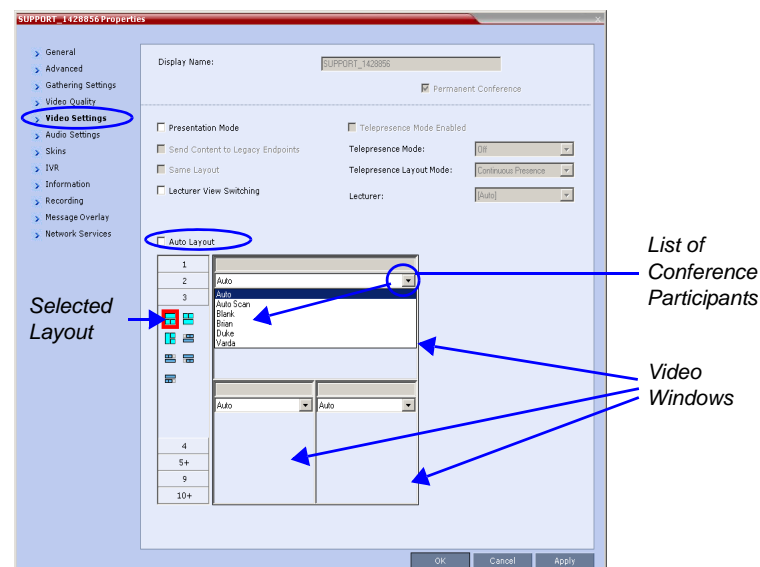 SUPPORT_1428856 Properties
General
Advanced
Gathering Settings
Video Quality
Video Settings
Audio Settings
Skins
IVR
Information
Recording
Message Overlay
Network Services
Display Name: SUPPORT_1428856
Permanent Conference
Presentation Mode
Telepresence Mode Enabled
Send Content to Legacy Endpoints
Telepresence Mode: Off
Same Layout
Telepresence Layout Mode: Continuous Presence
Lecturer View Switching
Lecturer: [Auto]
Auto Layout
1
2
3
4
5+
9
10+
Auto
Auto
Auto Scan
Blank
Brian
Duke
Varda
Auto Auto
OK Cancel Apply
Selected
Layout
List of
Conference
Participants
Video
Windows